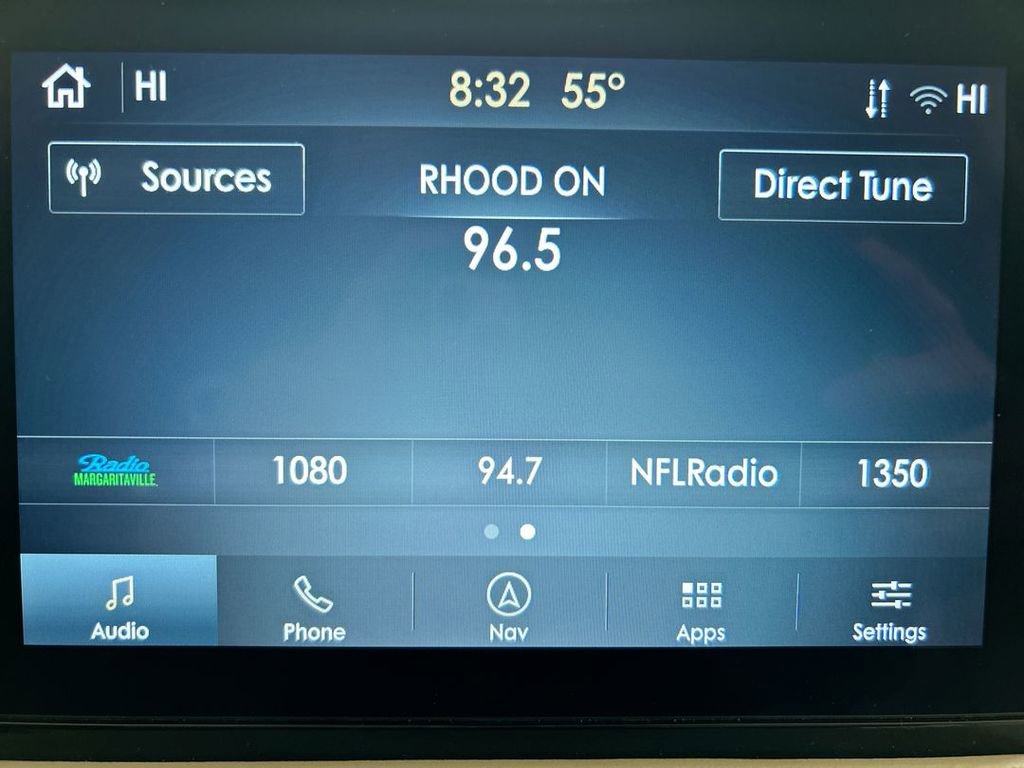 HI 8:32 55° HI
Sources RHOOD ON Direct Tune
96.5
Radio
MARGARITAVILLE 1080 94.7 NFLRadio 1350
Audio Phone Nav Apps Settings